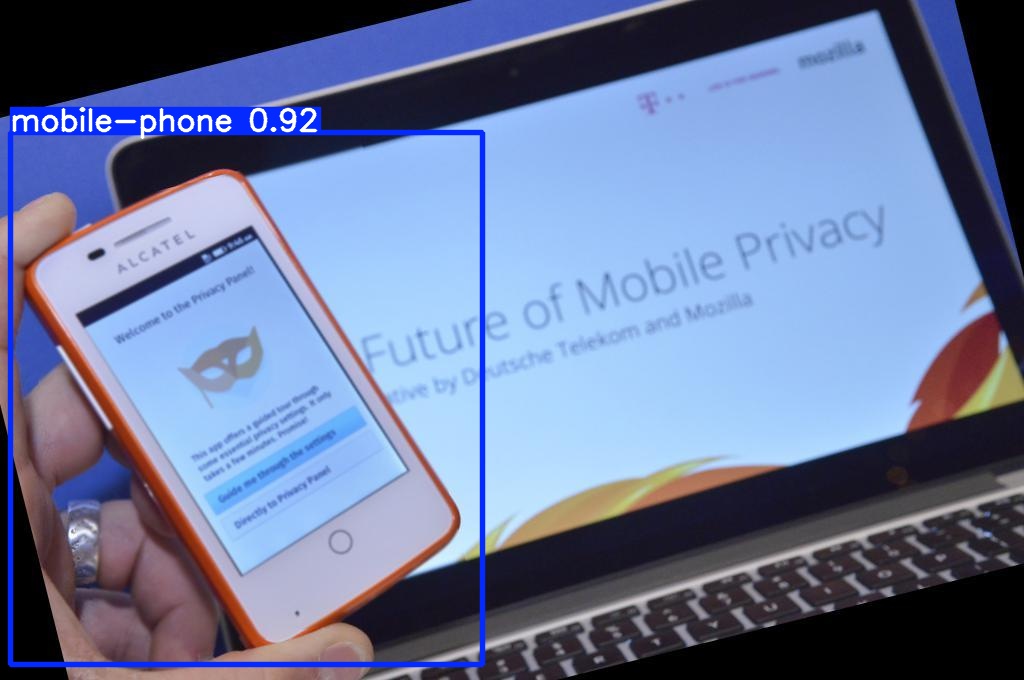 mobile-phone 0.92
ALCATEL
Welcome to the Privacy Panel!
This app offers a guided tour through
some essential privacy settings. It only
takes a few minutes. Promise!
Guide me through the settings
Directly to Privacy Panel
T
mozilla
Future of Mobile Privacy
ative by Deutsche Telekom and Mozilla